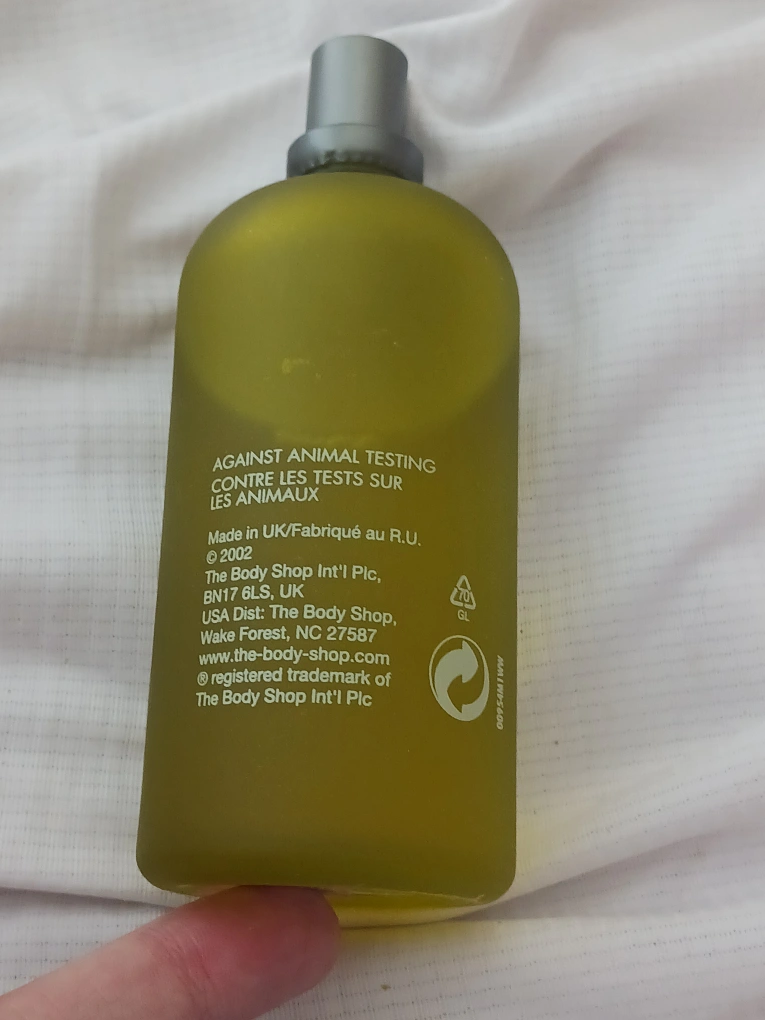 AGAINST ANIMAL TESTING
CONTRE LES TESTS SUR
LES ANIMAUX
Made in UK/Fabriqué au R.U.
© 2002
The Body Shop Int'l Plc,
BN17 6LS, UK
USA Dist: The Body Shop,
Wake Forest, NC 27587
www.the-body-shop.com
® registered trademark of
The Body Shop Int'l Plc
70
GL
00954M1WW